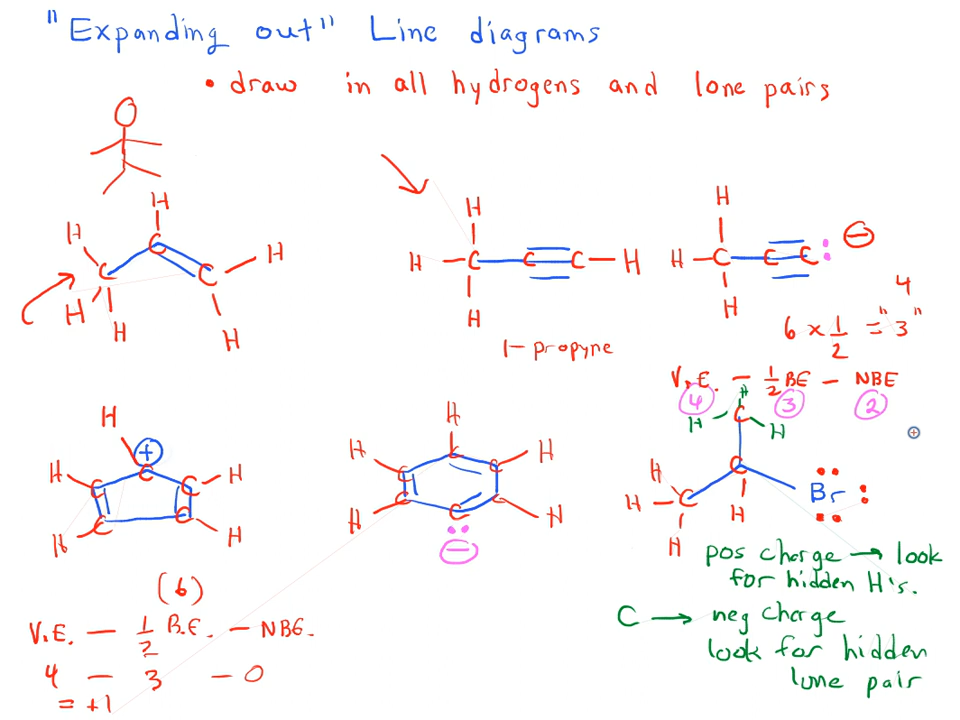 "Expanding out" Line diagrams
• draw in all hydrogens and lone pairs
H
H C C C H
H H H
H
H – C – C ≡ C – H
H
1- propyne
H
H – C – C ≡ C : ⊖
H
4
6 x 1/2 = "3"
V.E. – 1/2 BE – NBE
4 3 2
H
+
H C C C H
H C C H
H
H C C C H
H C C C H
: –
H
H C H
H C C Br
H H
pos charge → look
for hidden H's.
C → neg charge
look for hidden
lone pair
(6)
V.E. – 1/2 B.E. – NBE.
4 – 3 – 0
= +1